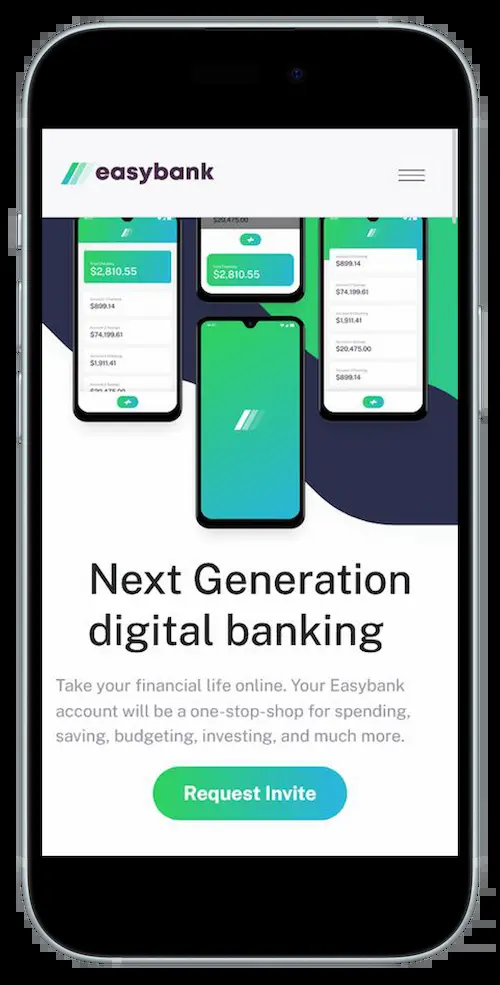 easybank
$20,475.00
$2,810.55
$899.14
$2,810.55
$899.14
$74,199.61
$74,199.61
$1,911.41
$1,911.41
$20,475.00
$899.14
Next Generation
digital banking
Take your financial life online. Your Easybank
account will be a one-stop-shop for spending,
saving, budgeting, investing, and much more.
Request Invite